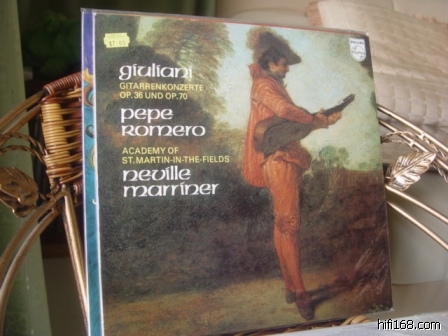 PHILIPS
giuliani
GITARRENKONZERTE
OP. 36 UND OP. 70
pepe
romero
ACADEMY OF
ST. MARTIN-IN-THE-FIELDS
neville
marriner
hifi168.com